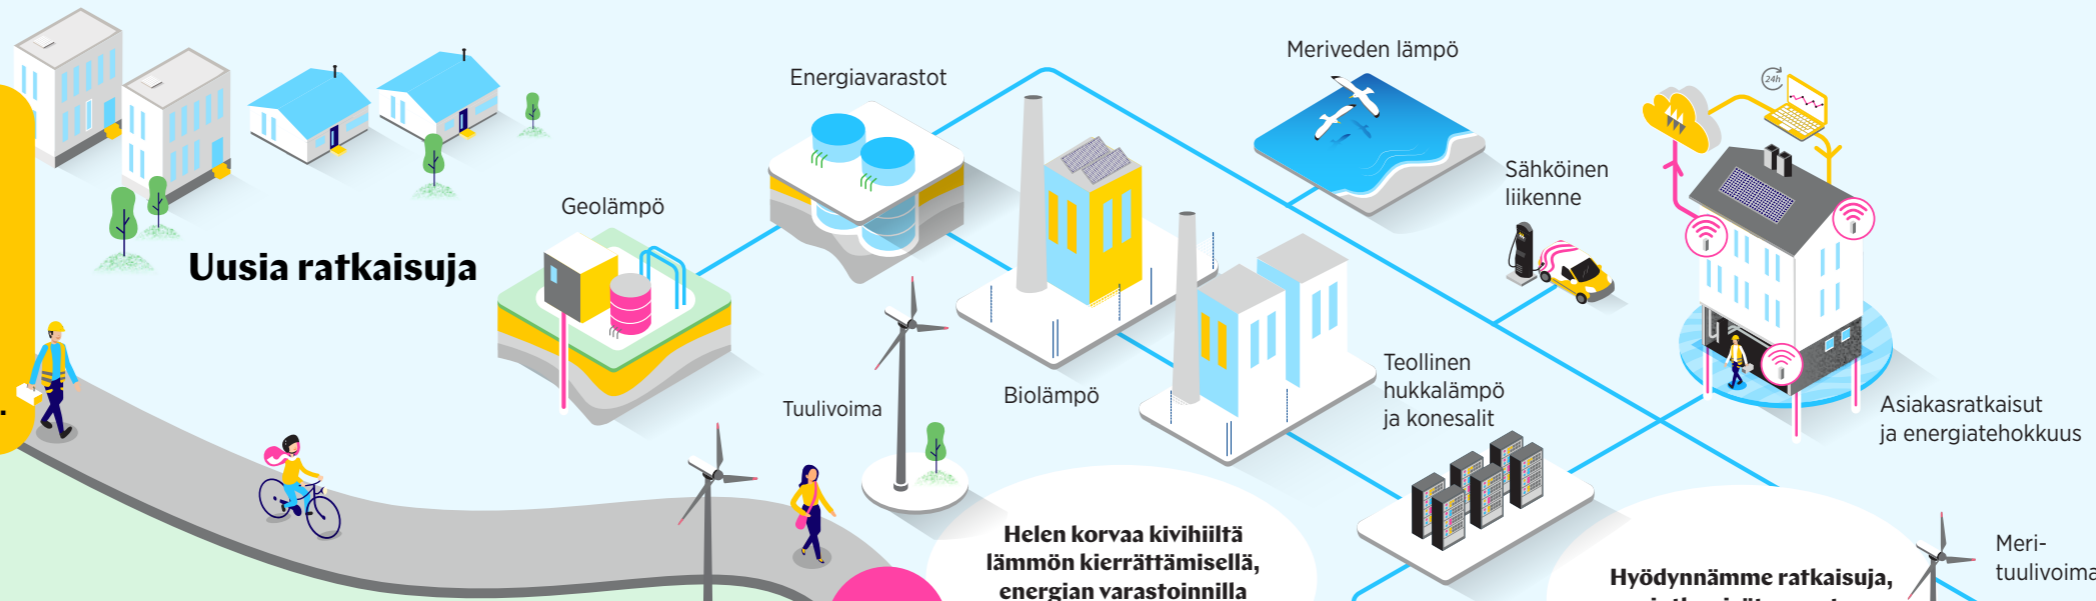 Meriveden lämpö
Energiavarastot
24h
Sähköinen
liikenne
Geolämpö
Uusia ratkaisuja
Teollinen
hukkalämpö
ja konesalit
Biolämpö
Tuulivoima
Asiakasratkaisut
ja energiatehokkuus
.
Helen korvaa kivihiiltä
lämmön kierrättämisellä,
energian varastoinnilla
Meri-
tuulivoima
Hyödynnämme ratkaisuja,